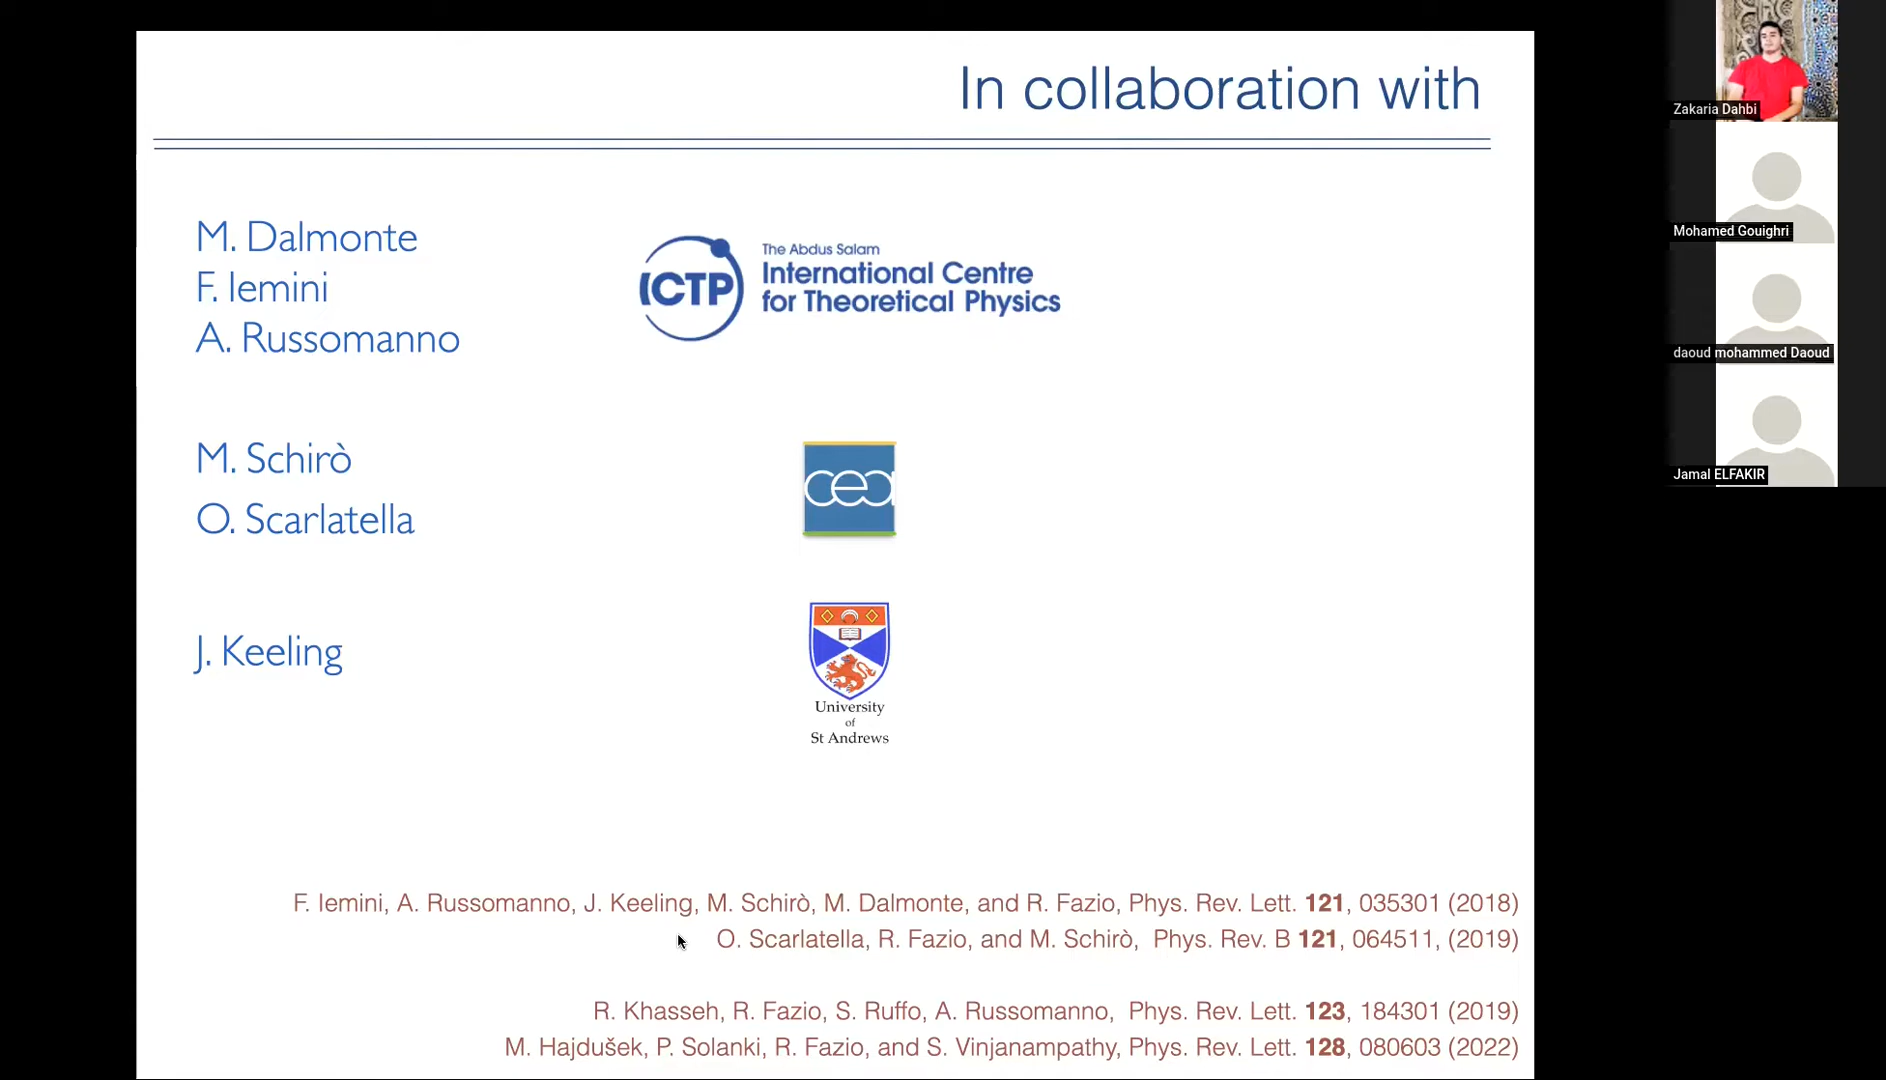 In collaboration with
M. Dalmonte
F. Iemini
A. Russomanno
ICTP
The Abdus Salam
International Centre
for Theoretical Physics
M. Schirò
O. Scarlatella
cea
J. Keeling
University
of
St Andrews
F. Iemini, A. Russomanno, J. Keeling, M. Schirò, M. Dalmonte, and R. Fazio, Phys. Rev. Lett. 121, 035301 (2018)
O. Scarlatella, R. Fazio, and M. Schirò, Phys. Rev. B 121, 064511, (2019)
R. Khasseh, R. Fazio, S. Ruffo, A. Russomanno, Phys. Rev. Lett. 123, 184301 (2019)
M. Hajdušek, P. Solanki, R. Fazio, and S. Vinjanampathy, Phys. Rev. Lett. 128, 080603 (2022)
Zakaria Dahbi
Mohamed Gouighri
daoud mohammed Daoud
Jamal ELFAKIR